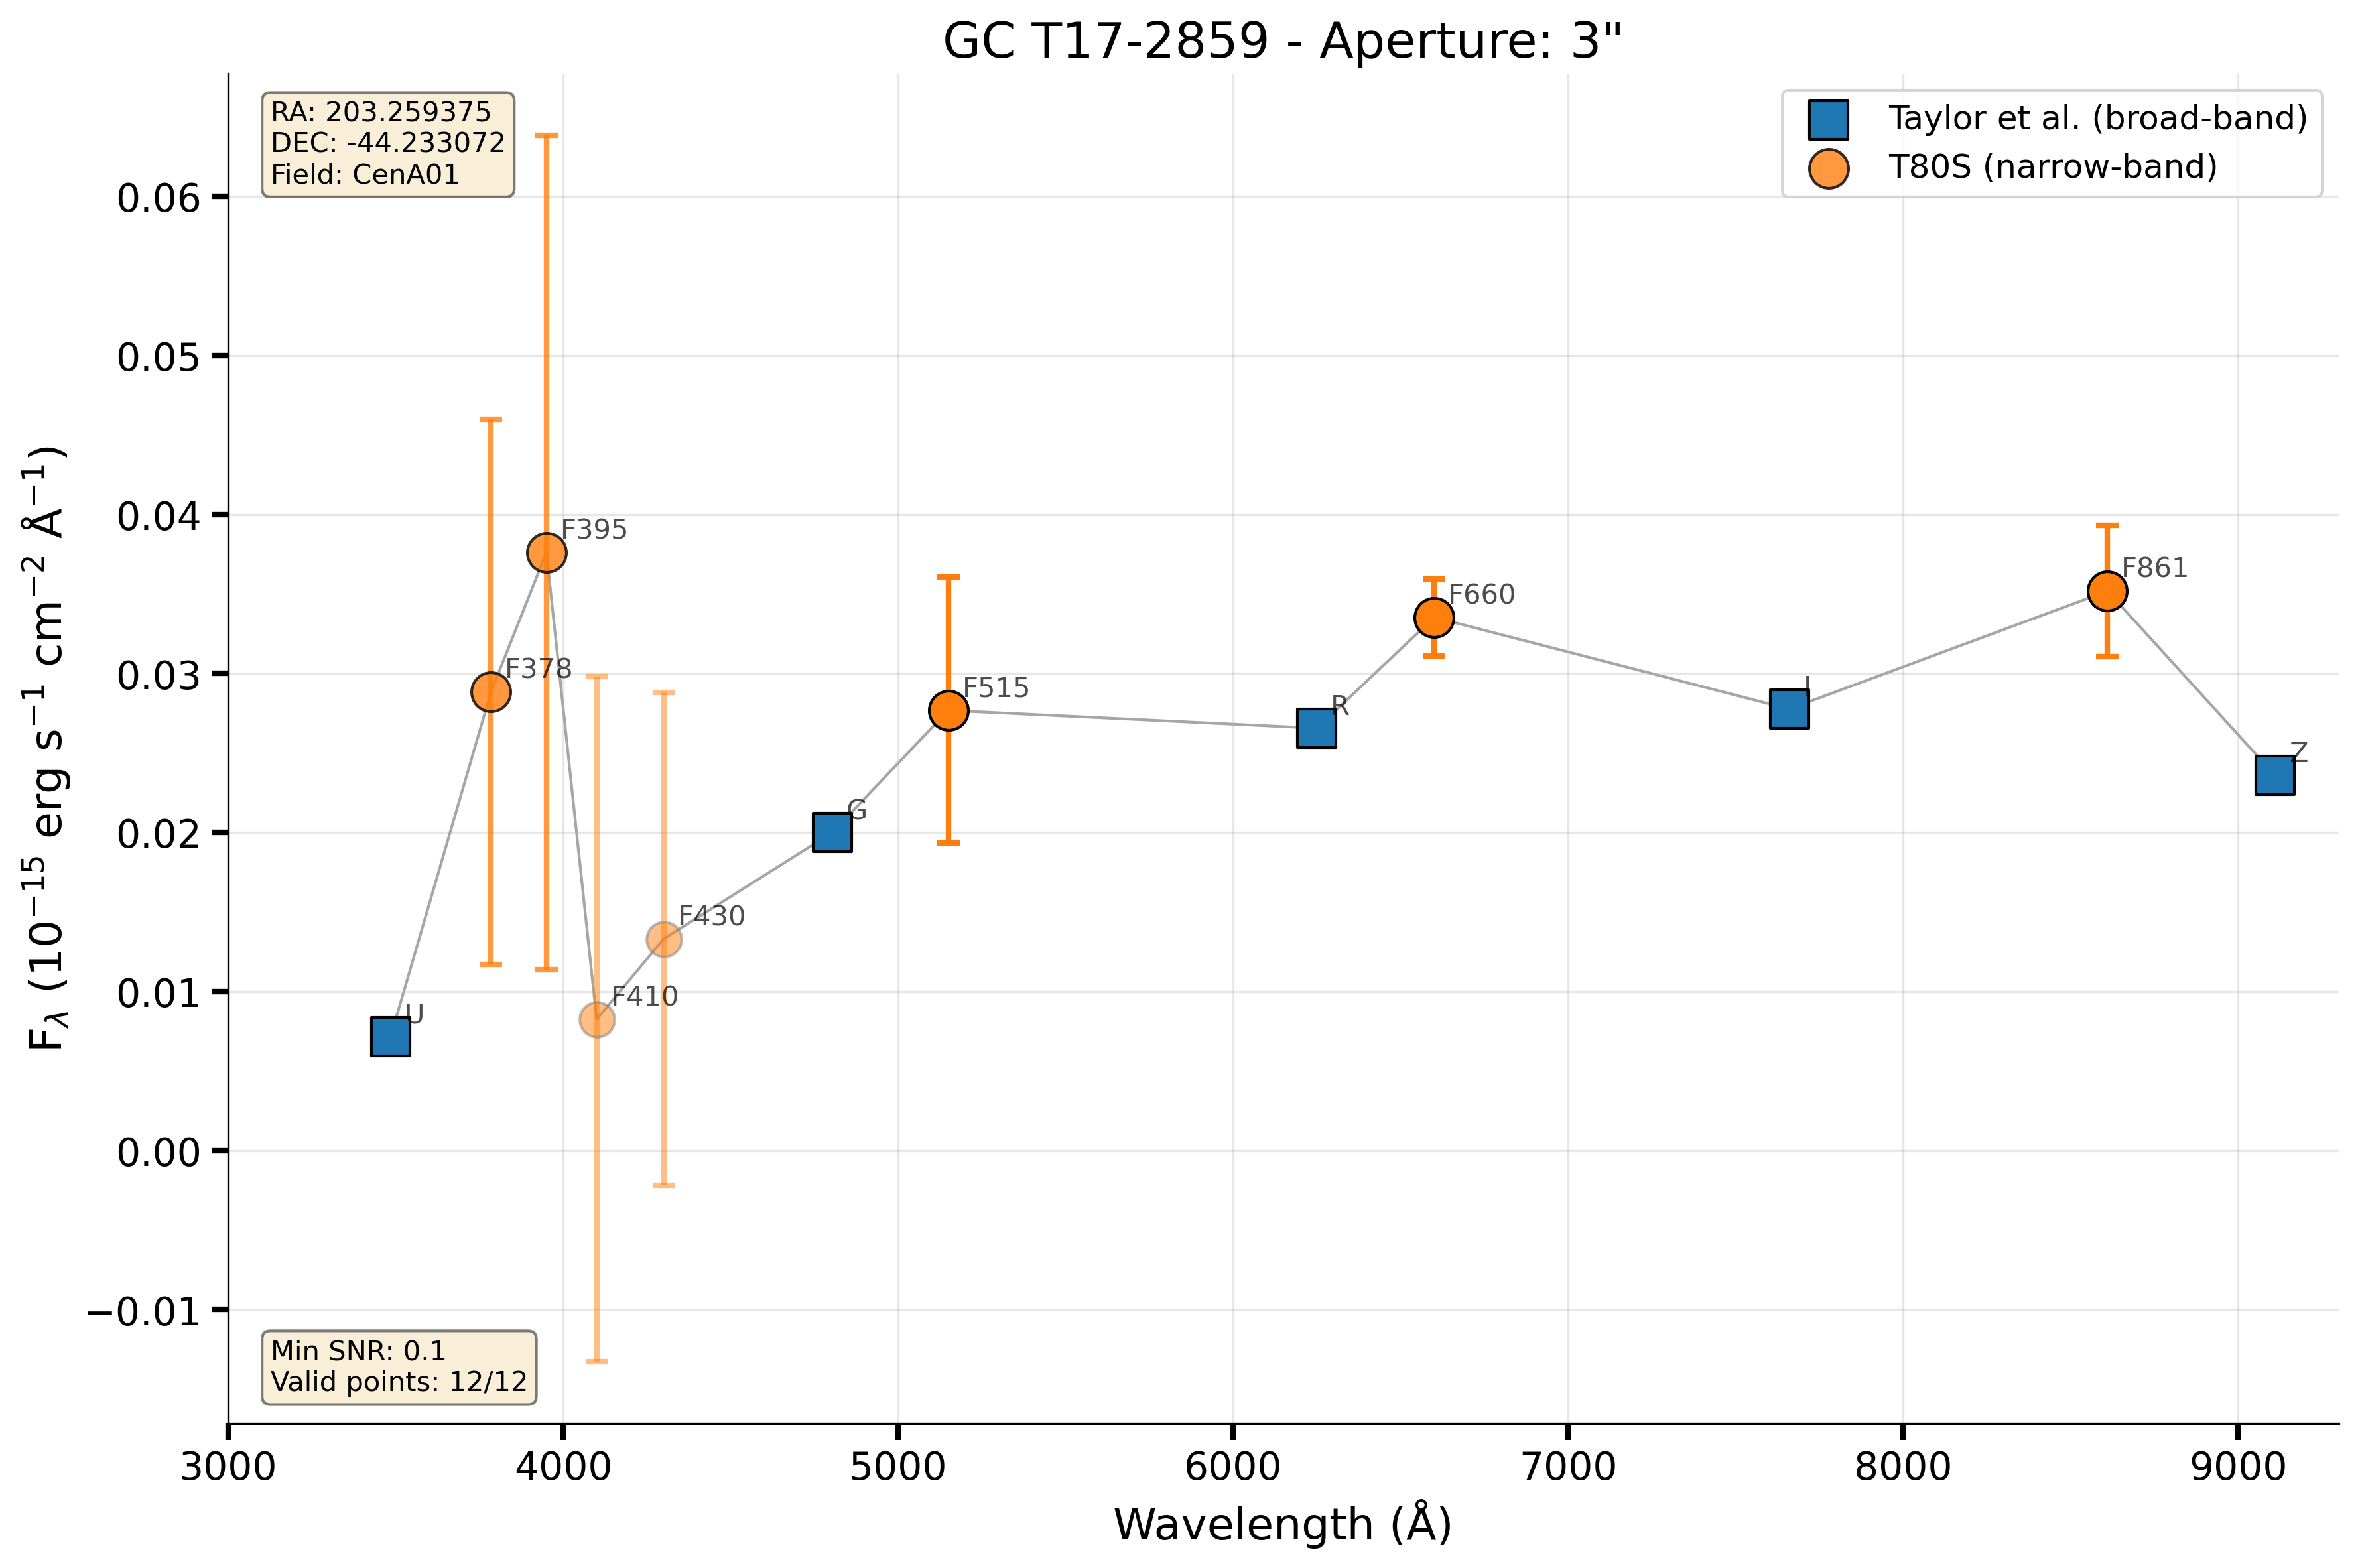 GC T17-2859 - Aperture: 3"
RA: 203.259375
DEC: -44.233072
Field: CenA01
Taylor et al. (broad-band)
T80S (narrow-band)
0.06
0.05
0.04
0.03
0.02
0.01
0.00
−0.01
F_λ (10⁻¹⁵ erg s⁻¹ cm⁻² Å⁻¹)
U
F378
F395
F410
F430
G
F515
R
F660
I
F861
Z
Min SNR: 0.1
Valid points: 12/12
3000 4000 5000 6000 7000 8000 9000
Wavelength (Å)